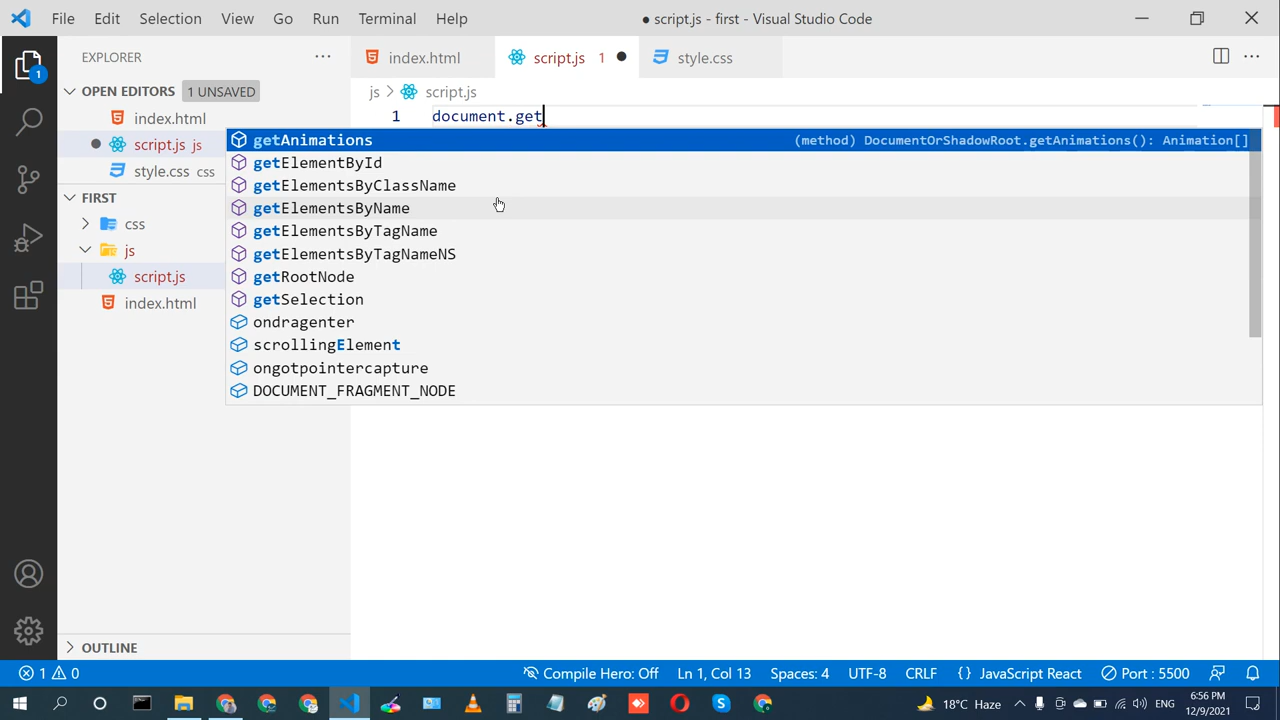 File Edit Selection View Go Run Terminal Help
● script.js - first - Visual Studio Code
EXPLORER
index.html
script.js 1
style.css
OPEN EDITORS 1 UNSAVED
js > script.js
index.html
1 document.get
script.js js
style.css css
getAnimations (method) DocumentOrShadowRoot.getAnimations(): Animation[]
getElementById
getElementsByClassName
getElementsByName
getElementsByTagName
getElementsByTagNameNS
getRootNode
getSelection
ondragenter
scrollingElement
ongotpointercapture
DOCUMENT_FRAGMENT_NODE
FIRST
css
js
script.js
index.html
1
OUTLINE
1 0
Compile Hero: Off
Ln 1, Col 13
Spaces: 4
UTF-8
CRLF
{} JavaScript React
Port : 5500
18°C Haze
ENG
6:56 PM
12/9/2021